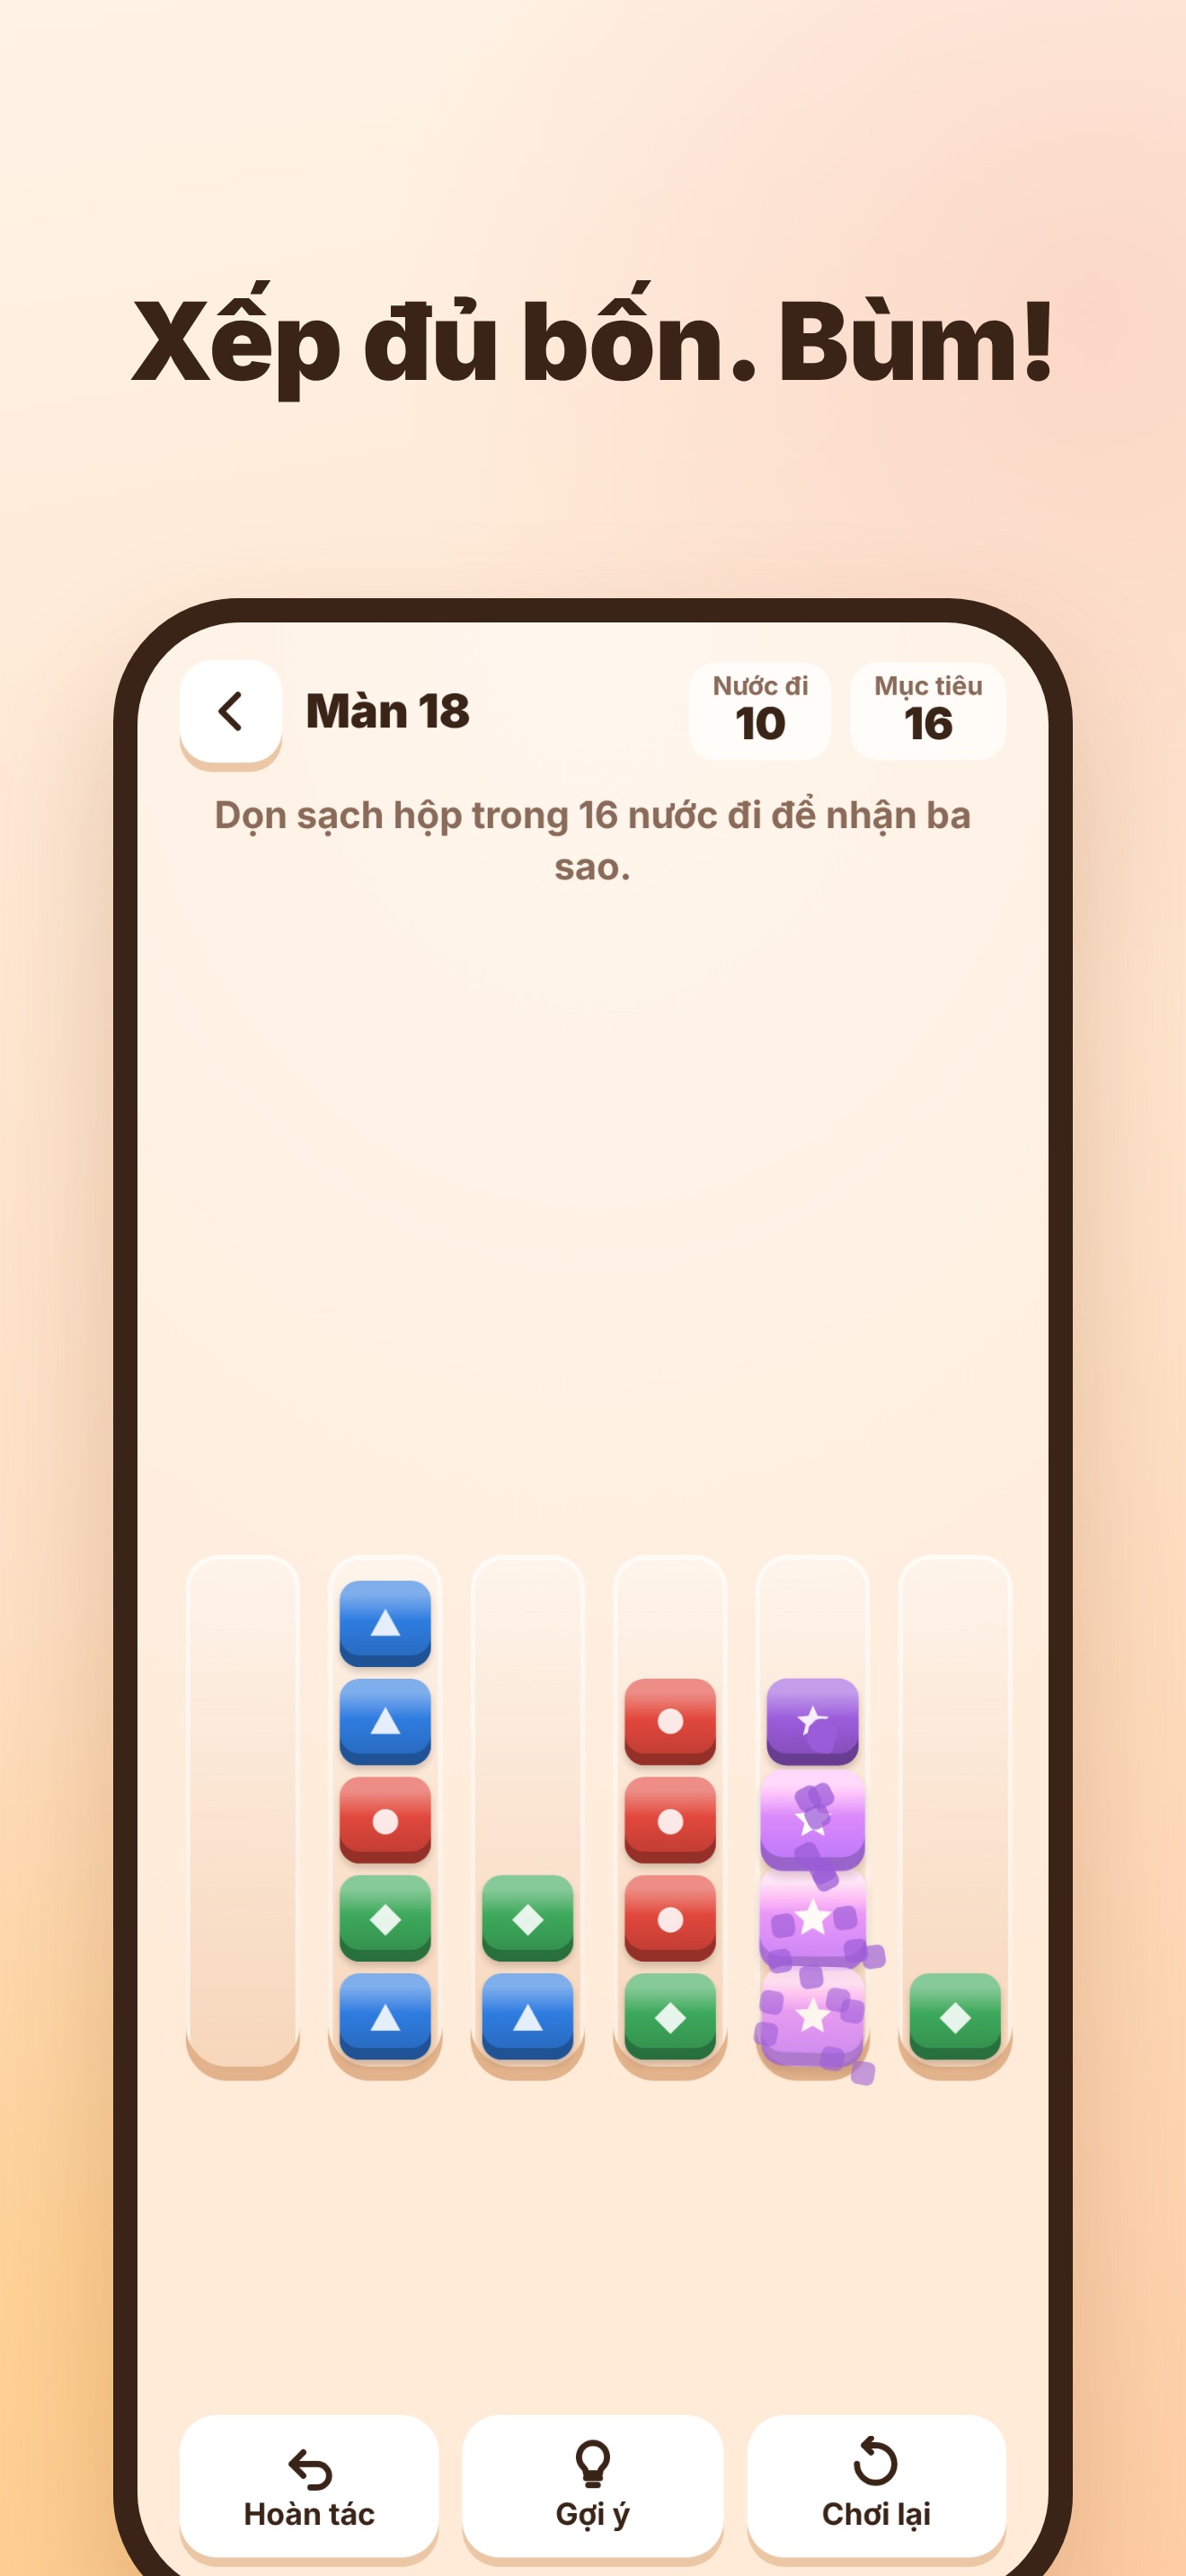 Xếp đủ bốn. Bùm!
Màn 18
Nước đi
10
Mục tiêu
16
Dọn sạch hộp trong 16 nước đi để nhận ba
sao.
Hoàn tác
Gợi ý
Chơi lại